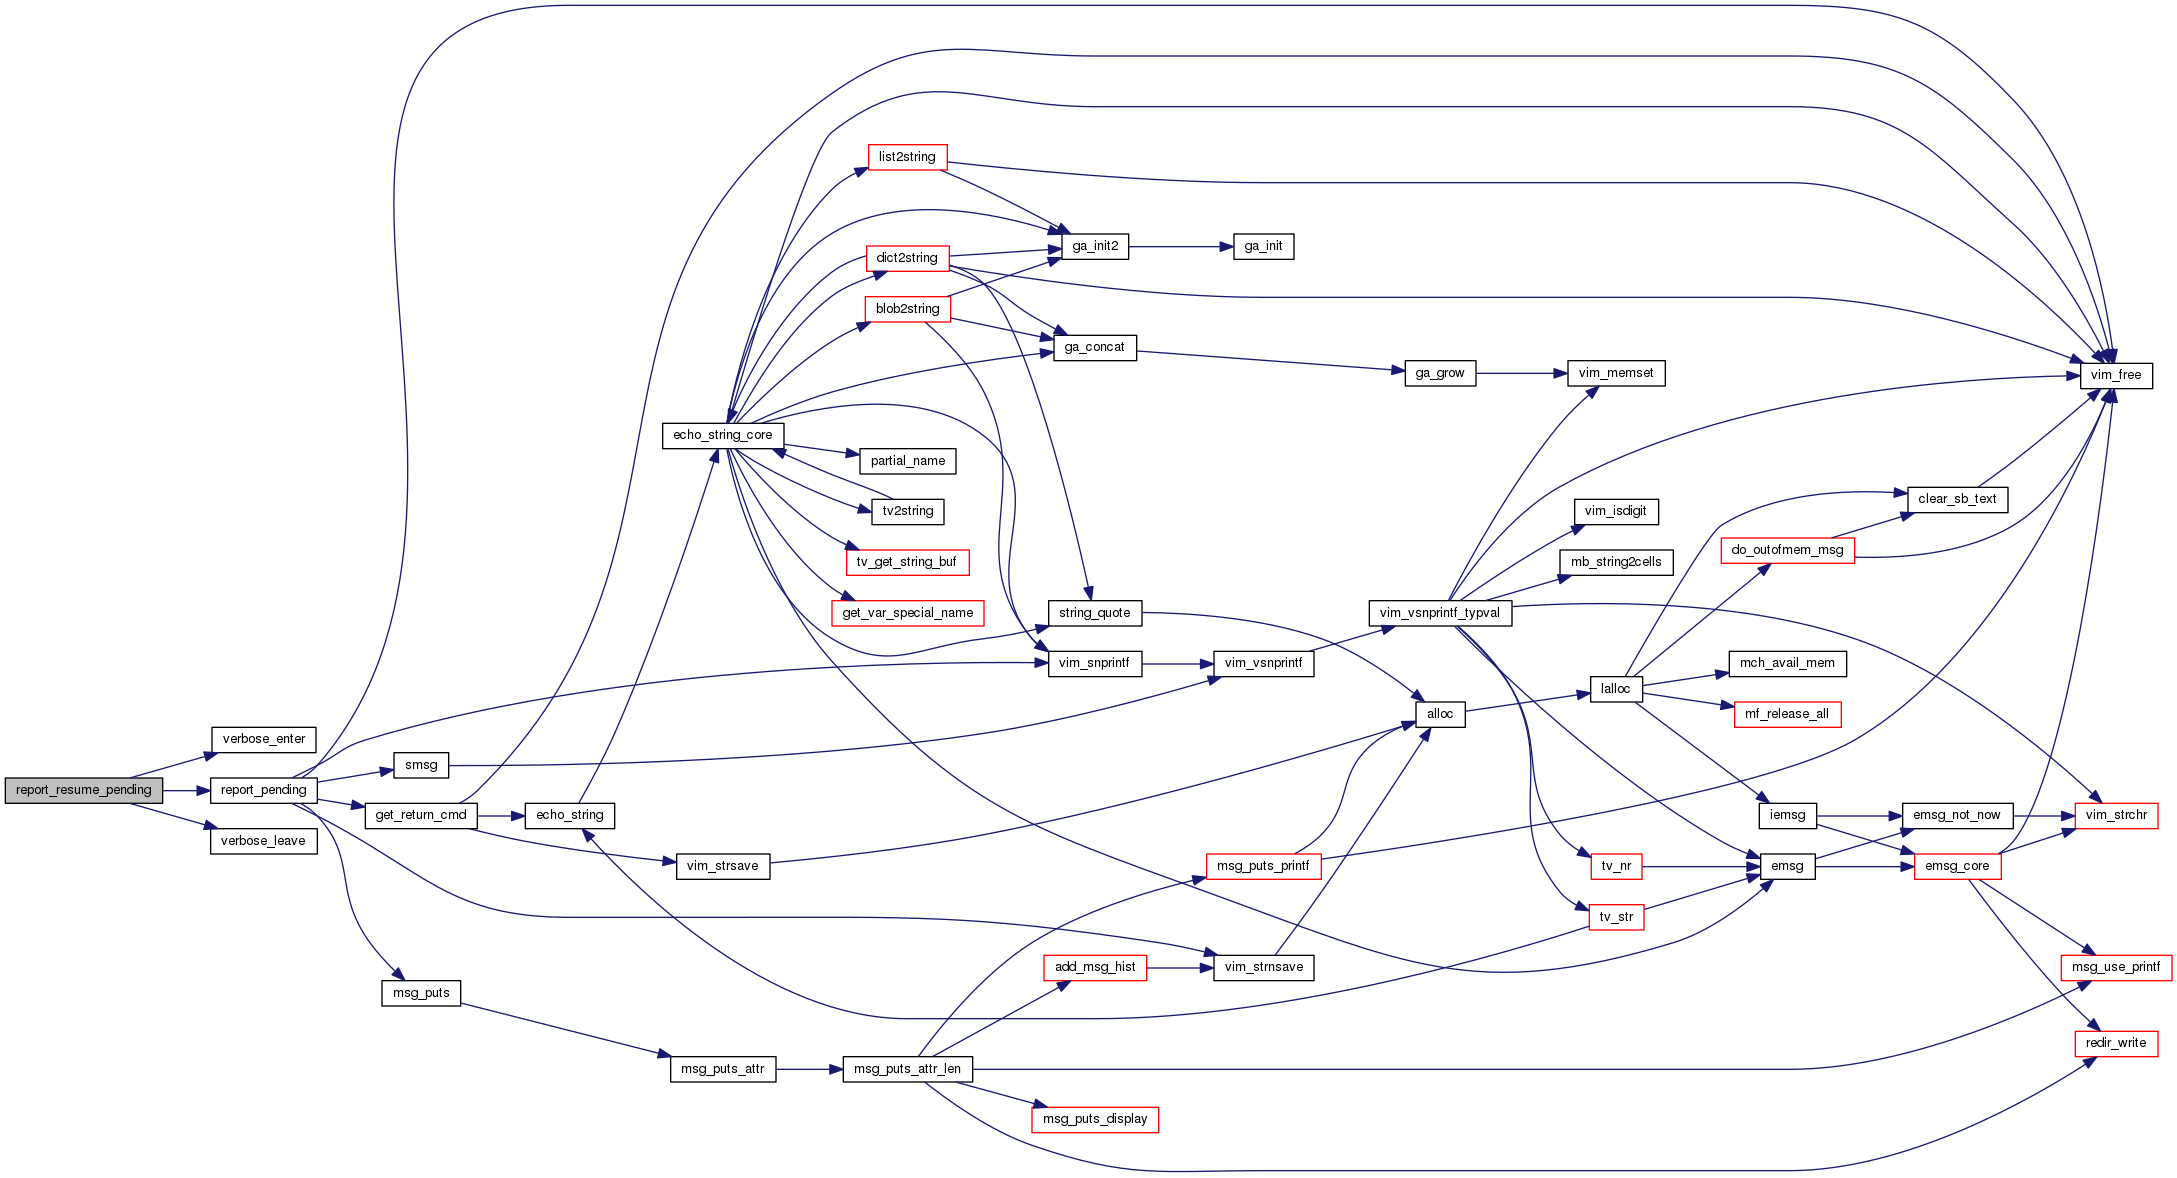 list2string
ga_init2
ga_init
dict2string
blob2string
ga_concat
ga_grow
vim_memset
vim_free
echo_string_core
partial_name
tv2string
vim_isdigit
clear_sb_text
do_outofmem_msg
tv_get_string_buf
mb_string2cells
get_var_special_name
string_quote
vim_vsnprintf_typval
vim_snprintf
vim_vsnprintf
mch_avail_mem
lalloc
alloc
mf_release_all
verbose_enter
smsg
report_resume_pending
report_pending
get_return_cmd
echo_string
iemsg
emsg_not_now
vim_strchr
verbose_leave
vim_strsave
msg_puts_printf
tv_nr
emsg
emsg_core
tv_str
add_msg_hist
vim_strnsave
msg_use_printf
msg_puts
redir_write
msg_puts_attr
msg_puts_attr_len
msg_puts_display